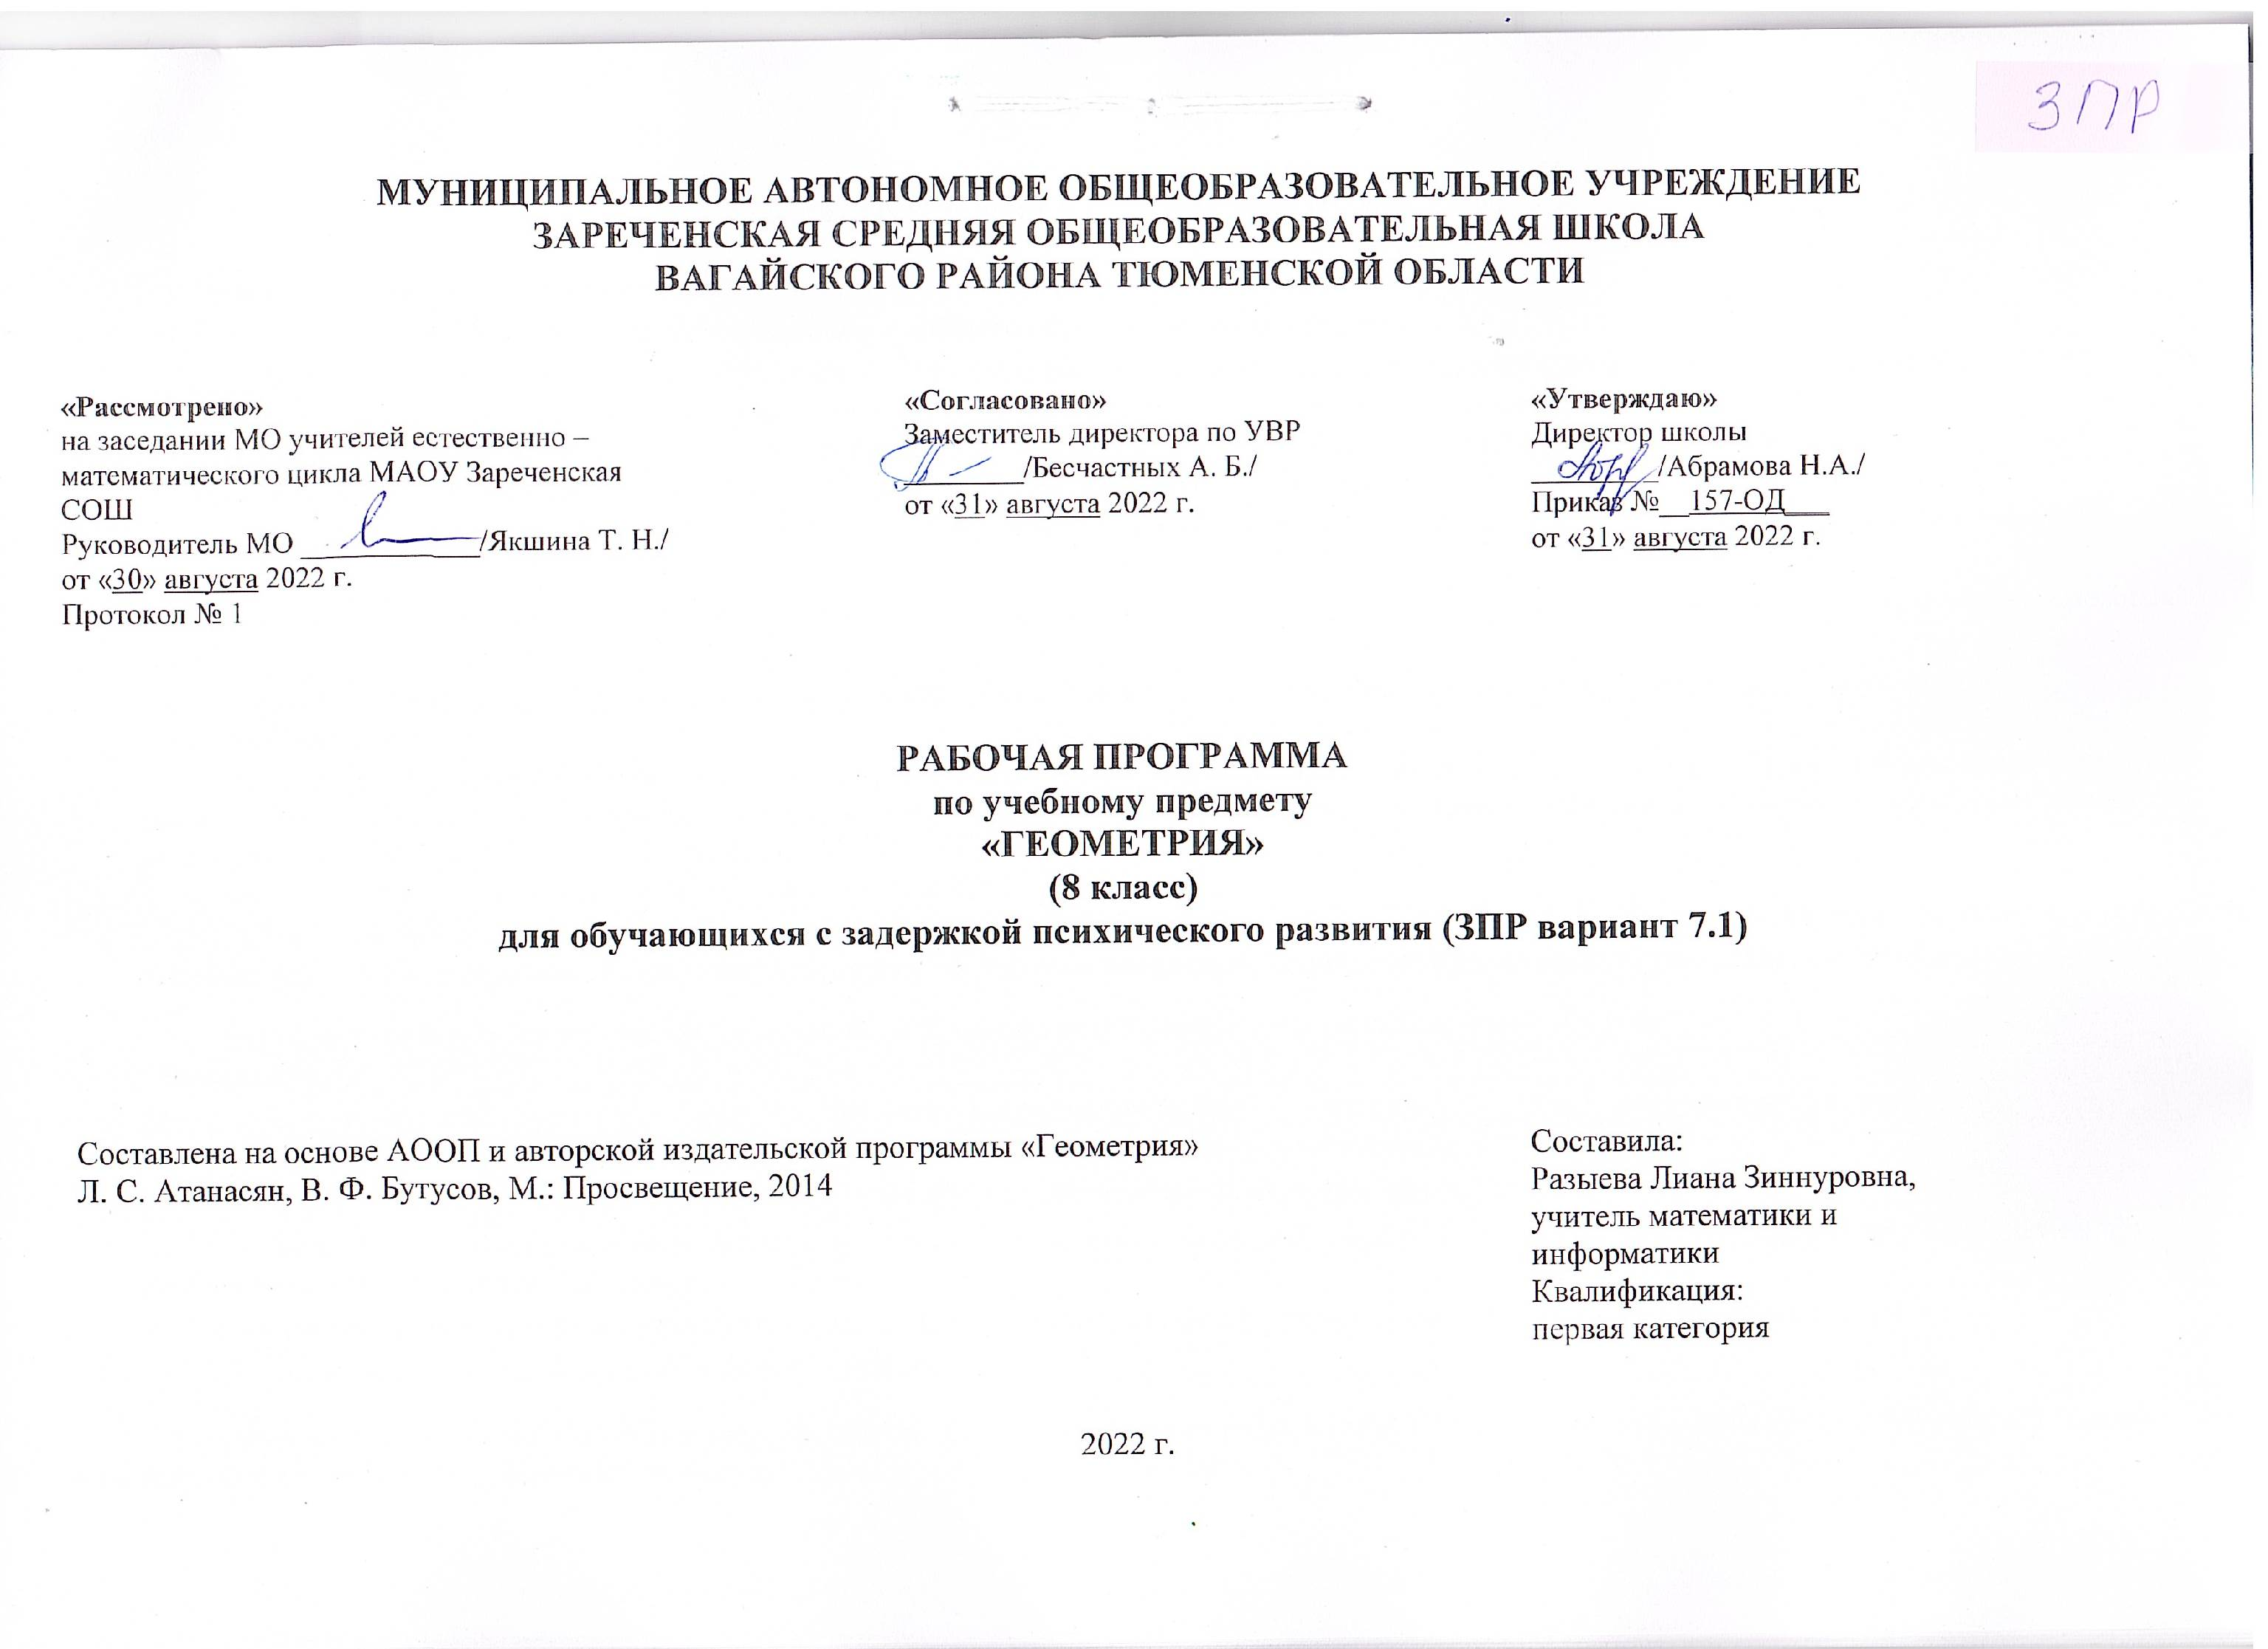 ЗПР
МУНИЦИПАЛЬНОЕ АВТОНОМНОЕ ОБЩЕОБРАЗОВАТЕЛЬНОЕ УЧРЕЖДЕНИЕ
ЗАРЕЧЕНСКАЯ СРЕДНЯЯ ОБЩЕОБРАЗОВАТЕЛЬНАЯ ШКОЛА
ВАГАЙСКОГО РАЙОНА ТЮМЕНСКОЙ ОБЛАСТИ
«Рассмотрено»
на заседании МО учителей естественно –
математического цикла МАОУ Зареченская
СОШ
Руководитель МО ____________/Якшина Т. Н./
от «30» августа 2022 г.
Протокол № 1
«Согласовано»
Заместитель директора по УВР
________/Бесчастных А. Б./
от «31» августа 2022 г.
«Утверждаю»
Директор школы
________/Абрамова Н.А./
Приказ №__157-ОД___
от «31» августа 2022 г.
РАБОЧАЯ ПРОГРАММА
по учебному предмету
«ГЕОМЕТРИЯ»
(8 класс)
для обучающихся с задержкой психического развития (ЗПР вариант 7.1)
Составлена на основе АООП и авторской издательской программы «Геометрия»
Л. С. Атанасян, В. Ф. Бутусов, М.: Просвещение, 2014
Составила:
Разыева Лиана Зиннуровна,
учитель математики и
информатики
Квалификация:
первая категория
2022 г.